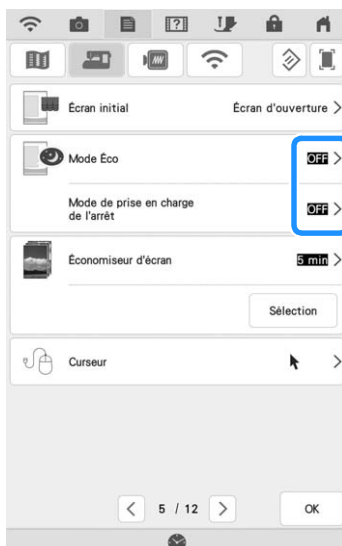 Écran initial Écran d'ouverture >
Mode Éco OFF >
Mode de prise en charge
de l'arrêt OFF >
Économiseur d'écran 5 min >
Sélection
Curseur >
< 5 / 12 > OK